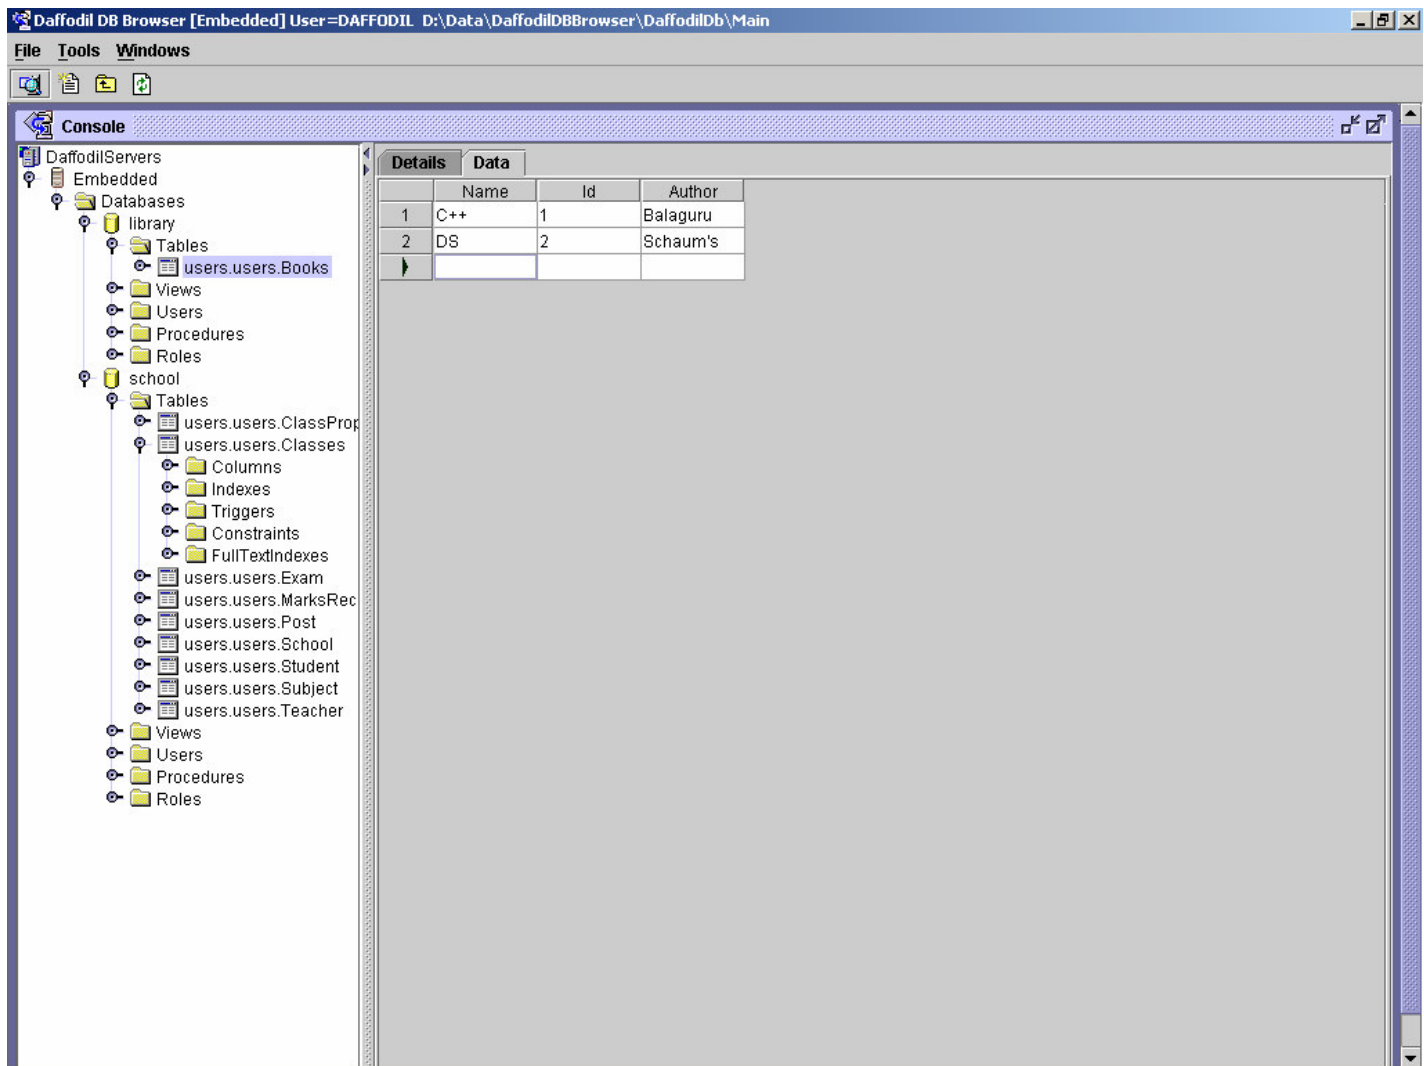 Daffodil DB Browser [Embedded] User=DAFFODIL D:\Data\DaffodilDBBrowser\DaffodilDb\Main
File Tools Windows
Console
DaffodilServers
Embedded
Databases
library
Tables
users.users.Books
Views
Users
Procedures
Roles
school
Tables
users.users.ClassProp
users.users.Classes
Columns
Indexes
Triggers
Constraints
FullTextIndexes
users.users.Exam
users.users.MarksRec
users.users.Post
users.users.School
users.users.Student
users.users.Subject
users.users.Teacher
Views
Users
Procedures
Roles
Details Data
Name Id Author
1 C++ 1 Balaguru
2 DS 2 Schaum's